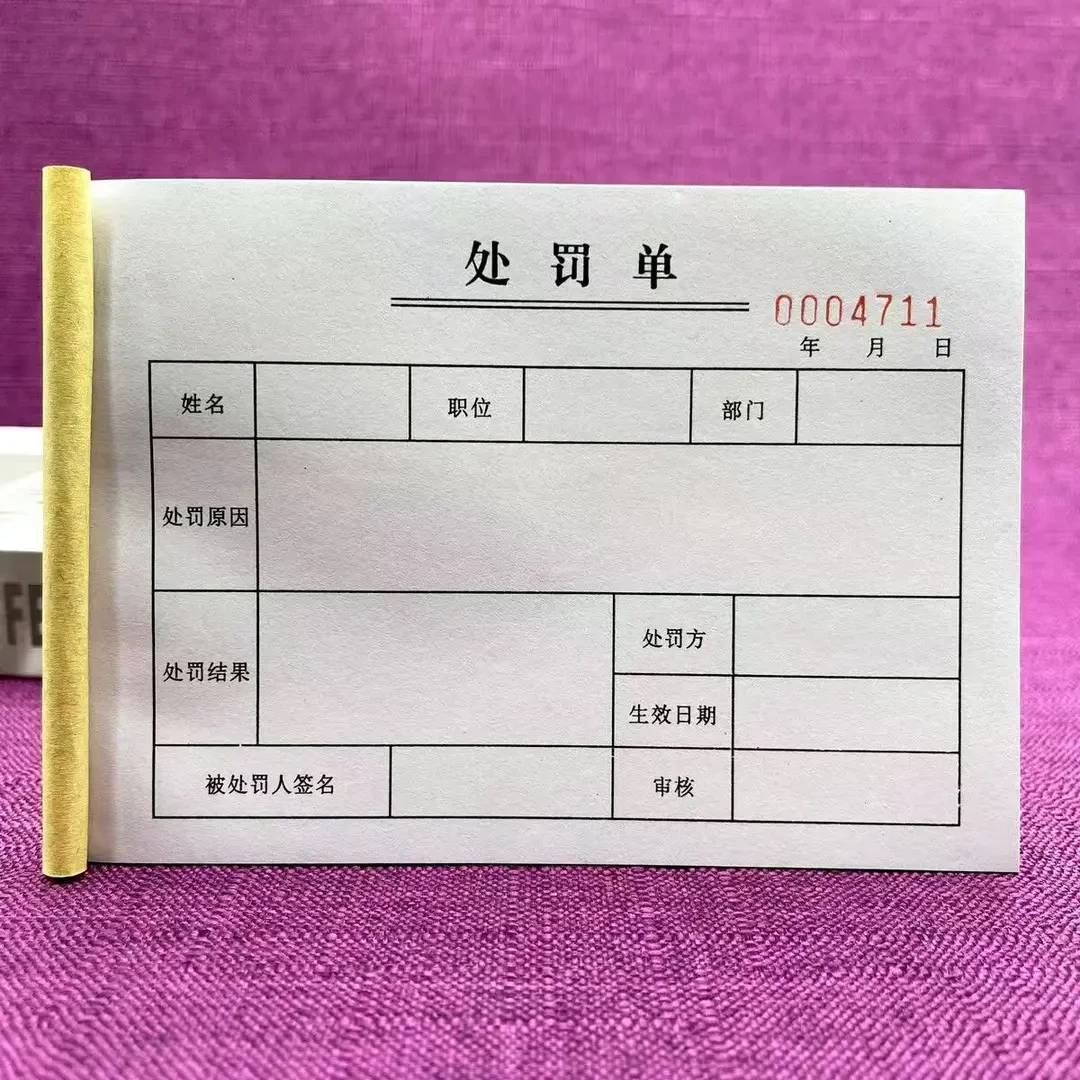 处罚单
0004711
年 月 日
姓名 职位 部门
处罚原因
处罚结果 处罚方
生效日期
被处罚人签名 审核
FE